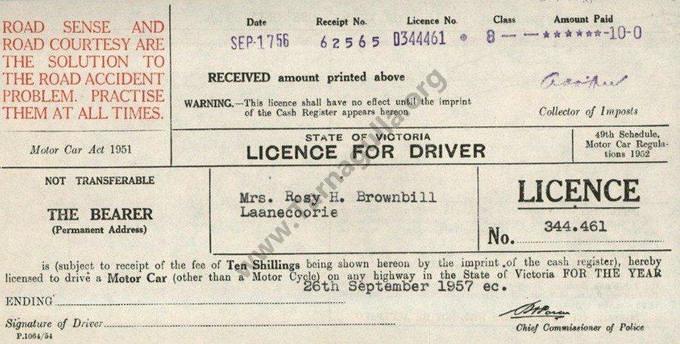 ROAD SENSE AND
ROAD COURTESY ARE
THE SOLUTION TO
THE ROAD ACCIDENT
PROBLEM. PRACTISE
THEM AT ALL TIMES.
Motor Car Act 1951
Date Receipt No. Licence No. Class Amount Paid
SEP-1756 62565 D344461 * 8 -- ******-10-0
RECEIVED amount printed above
WARNING.—This licence shall have no effect until the imprint
of the Cash Register appears hereon
Collector of Imposts
STATE OF VICTORIA
LICENCE FOR DRIVER
49th Schedule,
Motor Car Regula-
tions 1952
NOT TRANSFERABLE
THE BEARER
(Permanent Address)
Mrs. Rosy H. Brownbill
Laanecoorie
LICENCE
No. 344.461
is (subject to receipt of the fee of Ten Shillings being shown hereon by the imprint of the cash register), hereby
licensed to drive a Motor Car (other than a Motor Cycle) on any highway in the State of Victoria FOR THE YEAR
ENDING 26th September 1957 ec.
Signature of Driver
Chief Commissioner of Police
P.1064/54
www.Tarnagulla.org